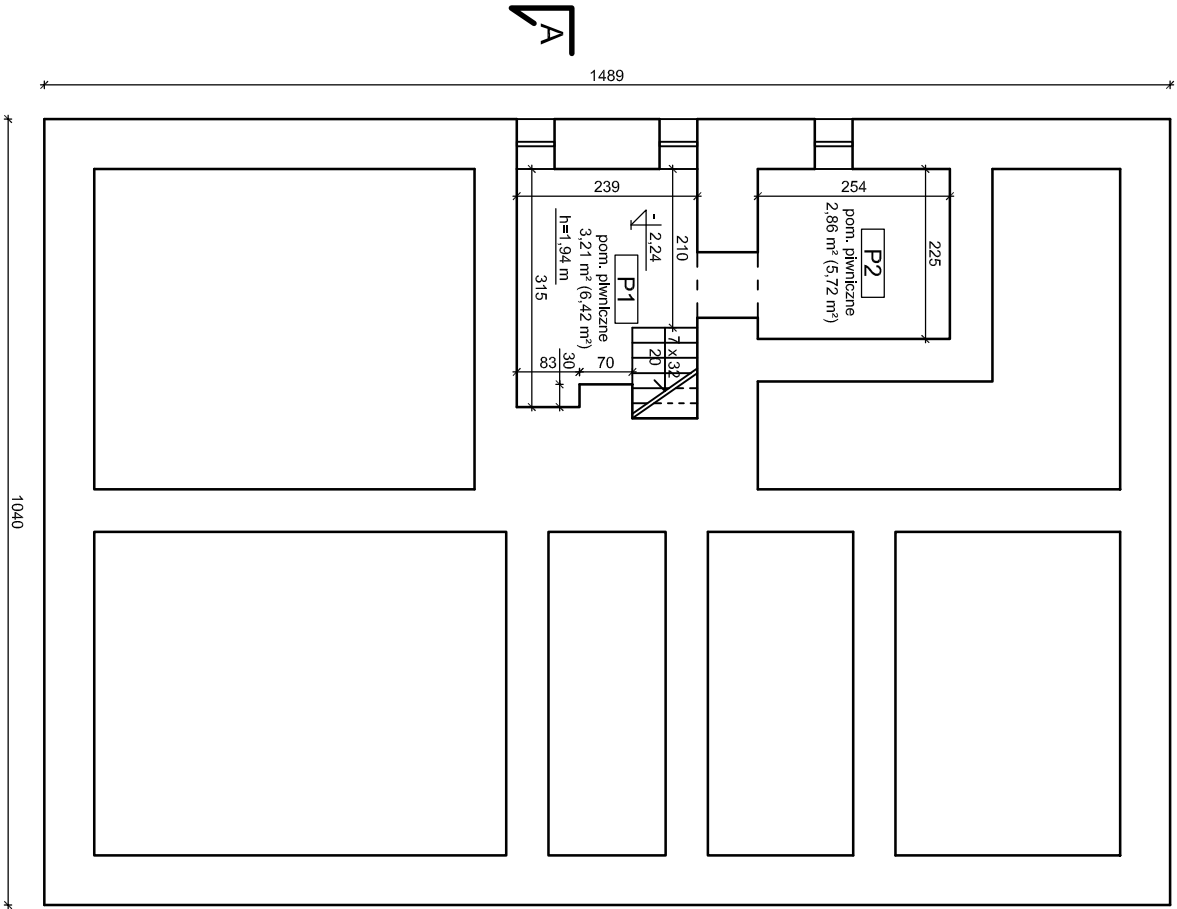 A
1489
1040
239
254
- 2,24
210
225
P2
pom. piwniczne
2,86 m² (5,72 m²)
P1
pom. piwniczne
3,21 m² (6,42 m²)
h=1,94 m
315
7 x 32
20
83
30
70